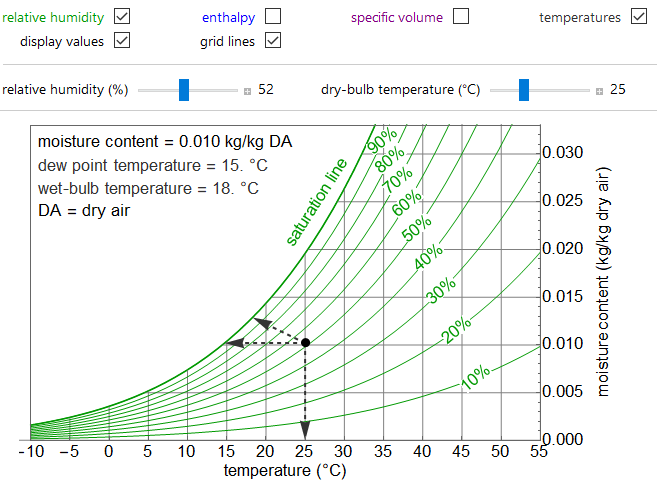 relative humidity enthalpy specific volume temperatures
display values grid lines
relative humidity (%) 52 dry-bulb temperature (°C) 25
moisture content = 0.010 kg/kg DA
dew point temperature = 15. °C
wet-bulb temperature = 18. °C
DA = dry air
saturation line
90%
80%
70%
60%
50%
40%
30%
20%
10%
0.030
0.025
0.020
0.015
0.010
0.005
0.000
moisture content (kg/kg dry air)
-10 -5 0 5 10 15 20 25 30 35 40 45 50 55
temperature (°C)